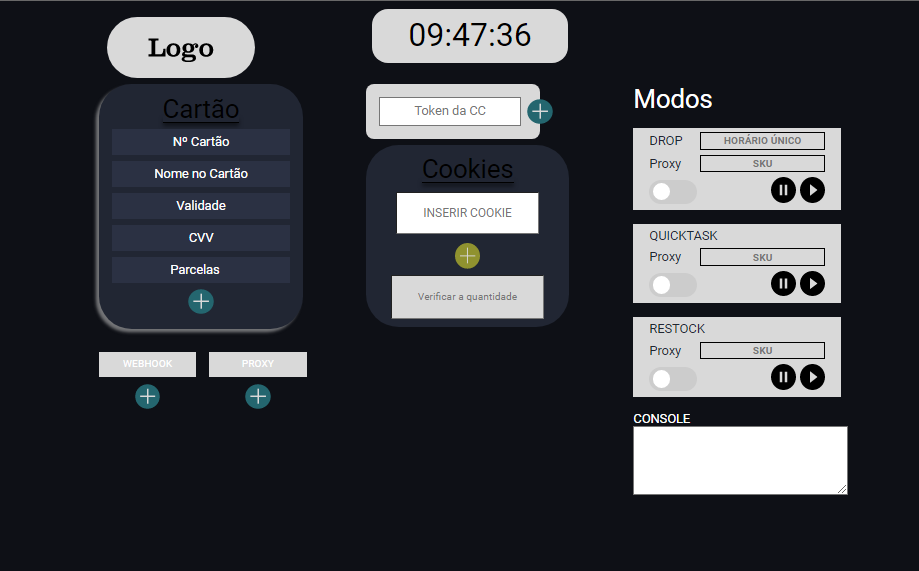 Logo
09:47:36
Cartão
Nº Cartão
Nome no Cartão
Validade
CVV
Parcelas
WEBHOOK
PROXY
Token da CC
Cookies
INSERIR COOKIE
Verificar a quantidade
Modos
DROP
HORÁRIO ÚNICO
Proxy
SKU
QUICKTASK
Proxy
SKU
RESTOCK
Proxy
SKU
CONSOLE